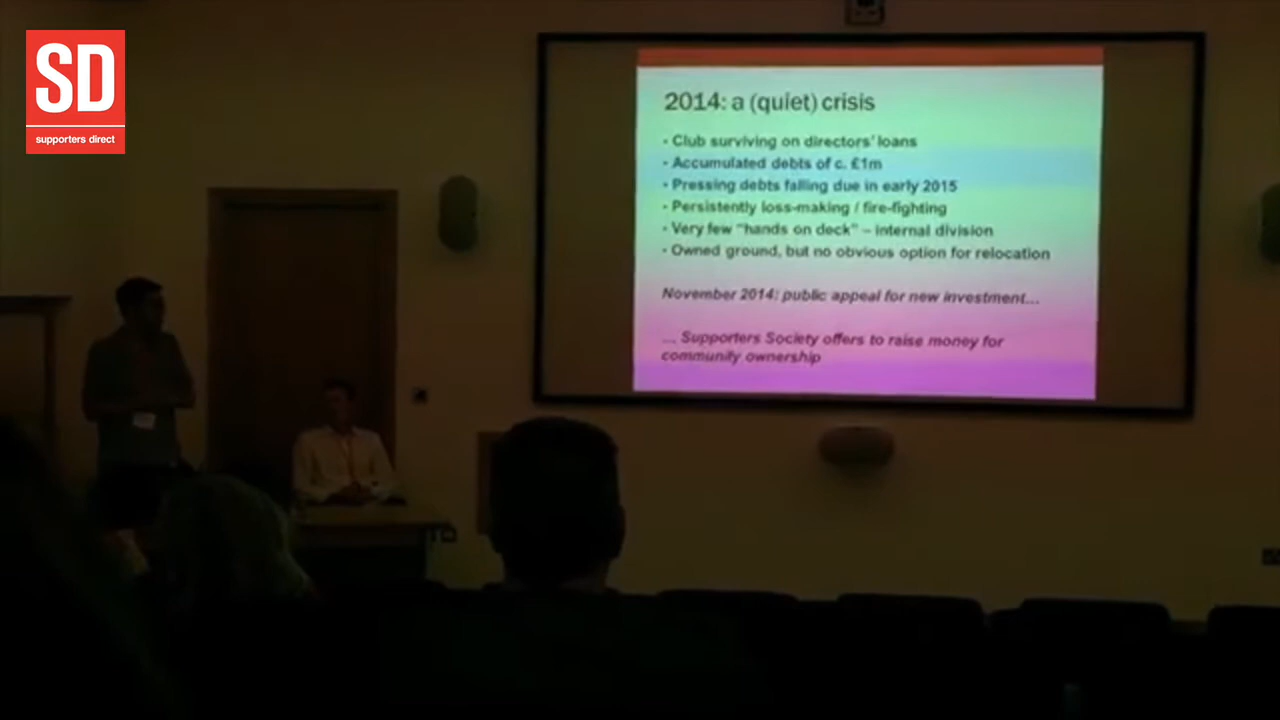 SD
supporters direct
2014: a (quiet) crisis
• Club surviving on directors' loans
• Accumulated debts of c. £1m
• Pressing debts falling due in early 2015
• Persistently loss-making / fire-fighting
• Very few "hands on deck" – internal division
• Owned ground, but no obvious option for relocation
November 2014: public appeal for new investment...
... Supporters Society offers to raise money for
community ownership